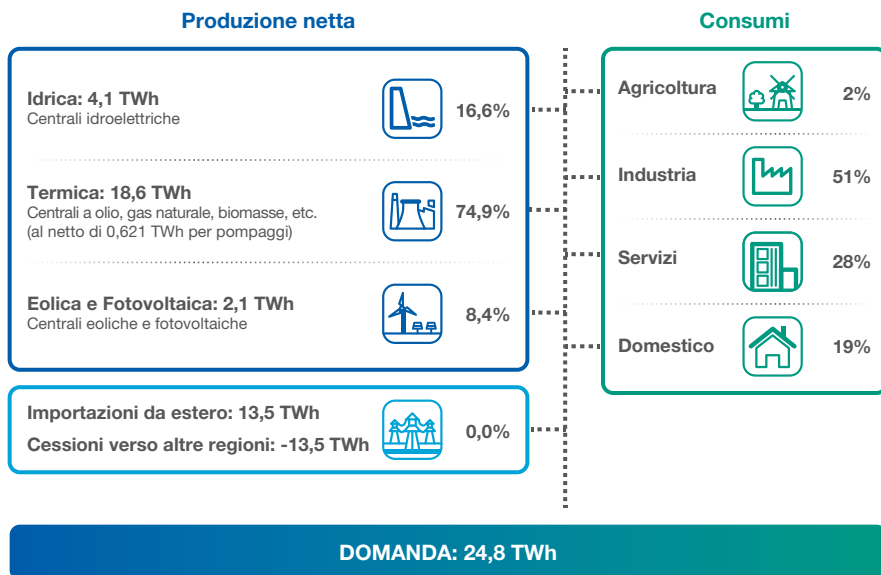 Produzione netta
Idrica: 4,1 TWh
Centrali idroelettriche
16,6%
Termica: 18,6 TWh
Centrali a olio, gas naturale, biomasse, etc.
(al netto di 0,621 TWh per pompaggi)
74,9%
Eolica e Fotovoltaica: 2,1 TWh
Centrali eoliche e fotovoltaiche
8,4%
Importazioni da estero: 13,5 TWh
Cessioni verso altre regioni: -13,5 TWh
0,0%
Consumi
Agricoltura
2%
Industria
51%
Servizi
28%
Domestico
19%
DOMANDA: 24,8 TWh